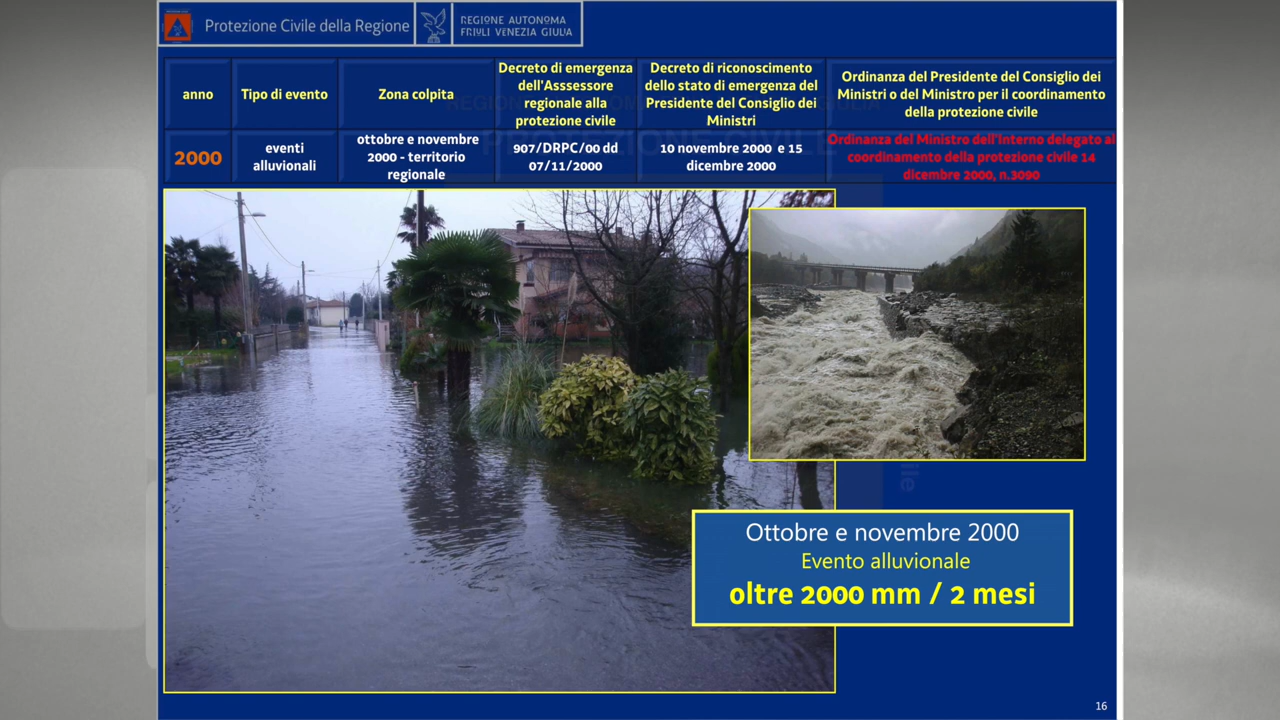 Protezione Civile della Regione
REGIONE AUTONOMA
FRIULI VENEZIA GIULIA
anno
Tipo di evento
Zona colpita
Decreto di emergenza
dell'Asssessore
regionale alla
protezione civile
Decreto di riconoscimento
dello stato di emergenza del
Presidente del Consiglio dei
Ministri
Ordinanza del Presidente del Consiglio dei
Ministri o del Ministro per il coordinamento
della protezione civile
2000
eventi
alluvionali
ottobre e novembre
2000 - territorio
regionale
907/DRPC/00 dd
07/11/2000
10 novembre 2000 e 15
dicembre 2000
Ordinanza del Ministro dell'Interno delegato al
coordinamento della protezione civile 14
dicembre 2000, n.3090
Ottobre e novembre 2000
Evento alluvionale
oltre 2000 mm / 2 mesi
16